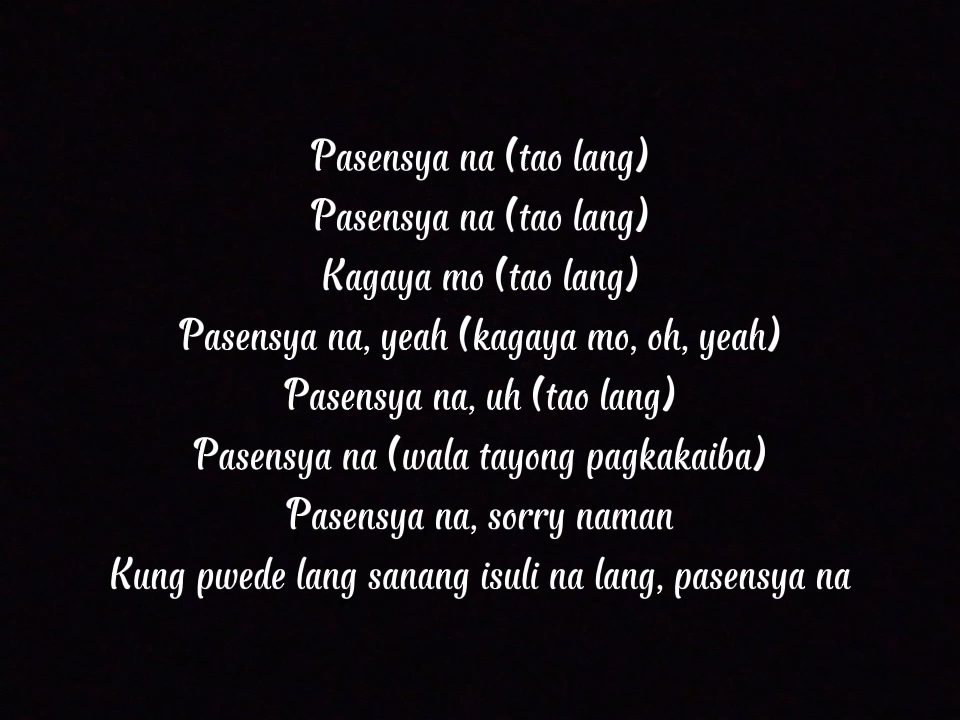 Pasensya na (tao lang)
Pasensya na (tao lang)
Kagaya mo (tao lang)
Pasensya na, yeah (kagaya mo, oh, yeah)
Pasensya na, uh (tao lang)
Pasensya na (wala tayong pagkakaiba)
Pasensya na, sorry naman
Kung pwede lang sanang isuli na lang, pasensya na